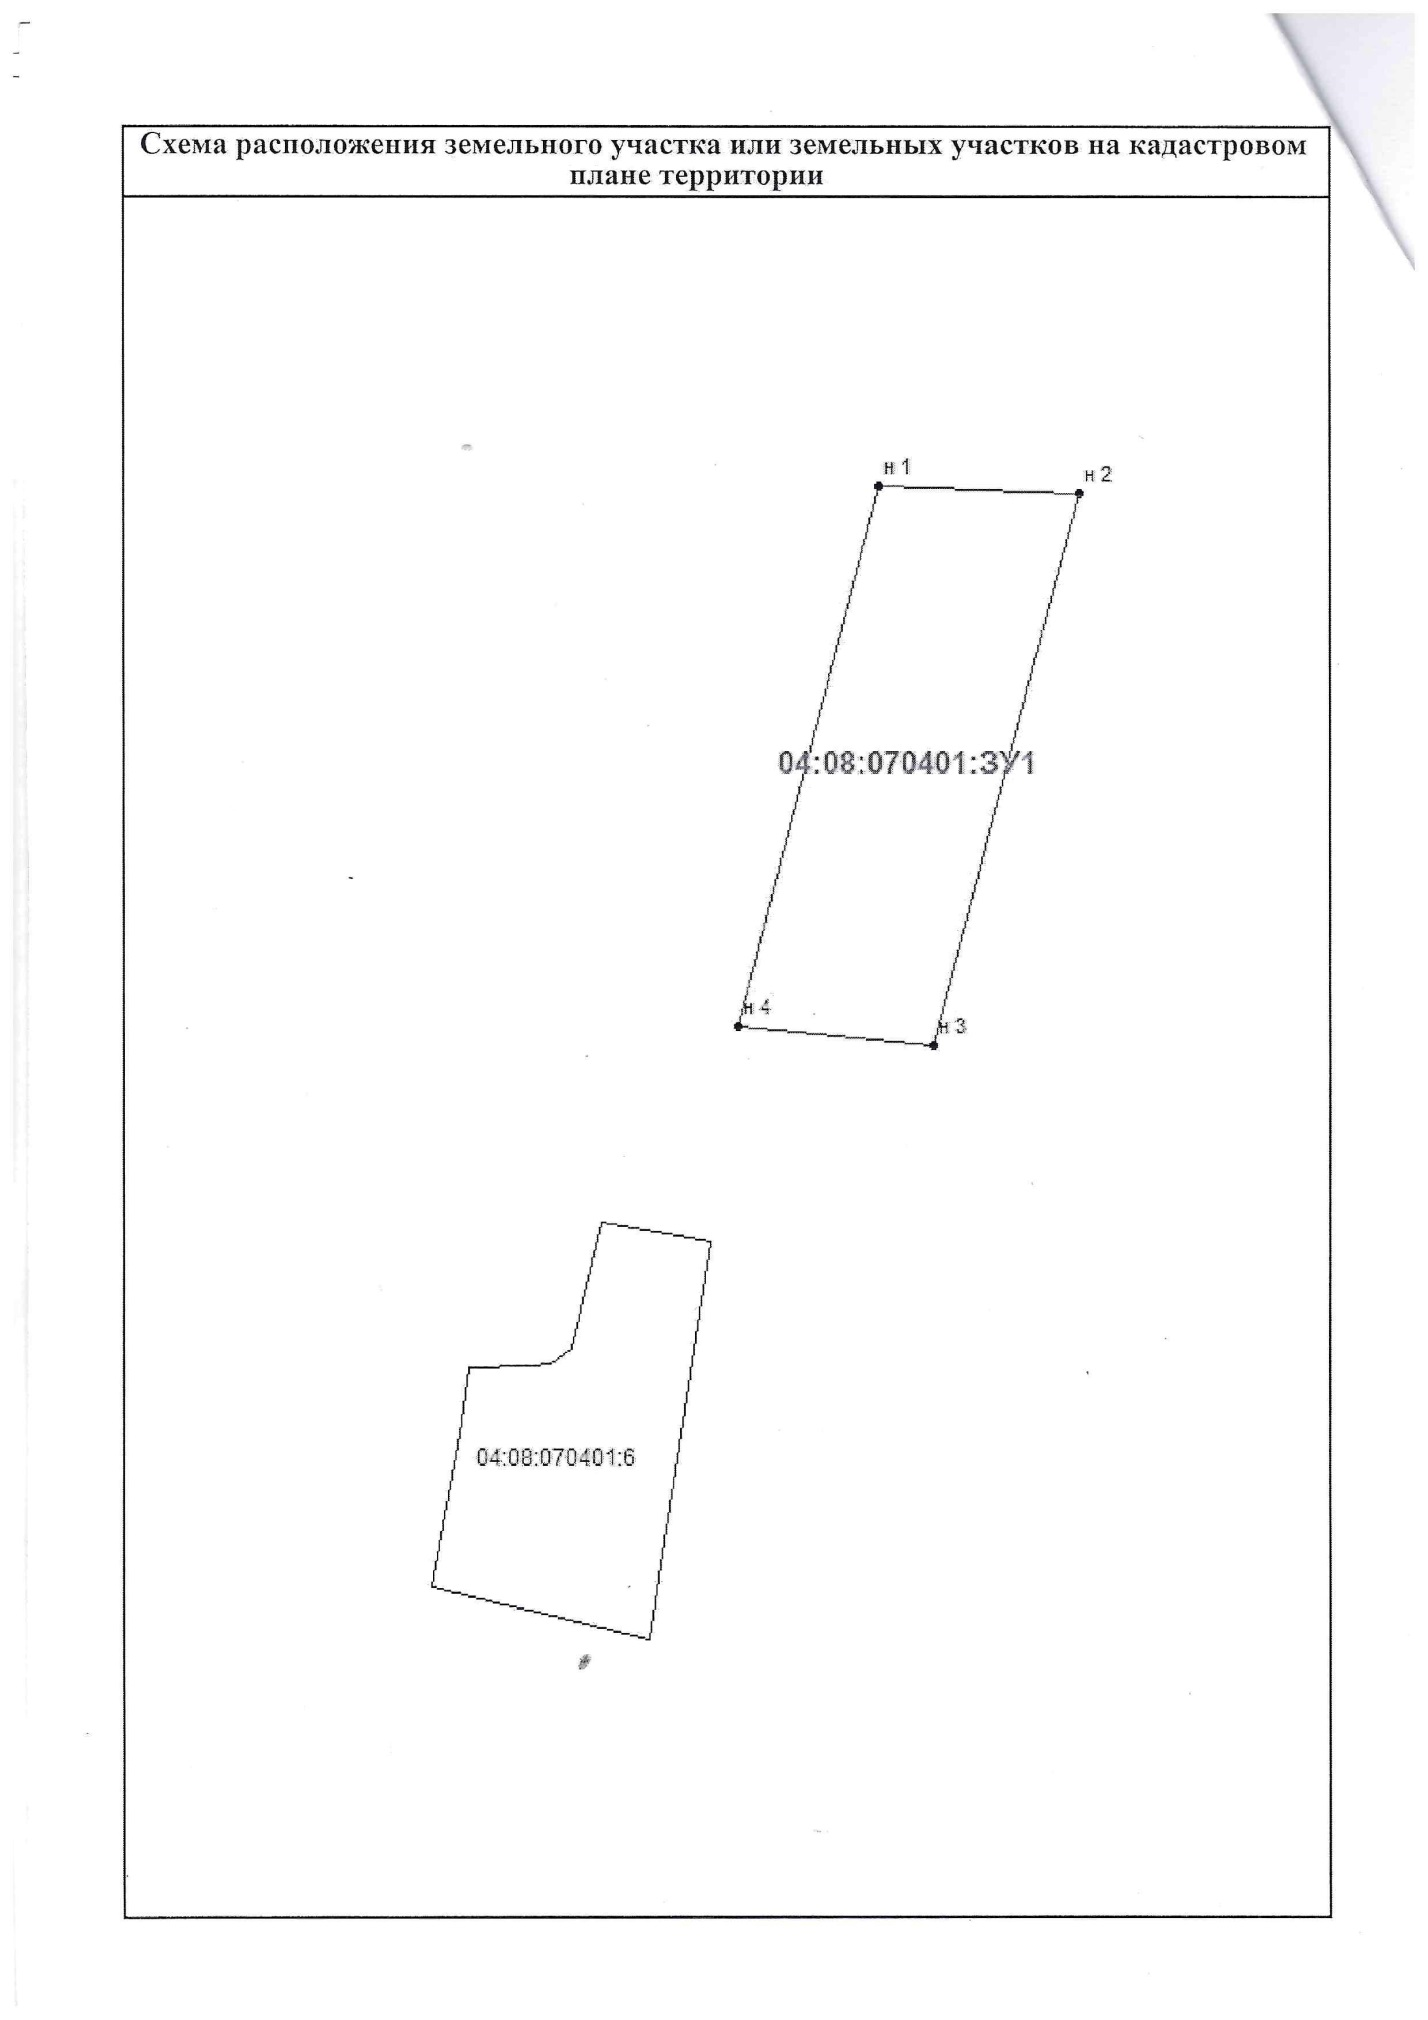 Схема расположения земельного участка или земельных участков на кадастровом
плане территории
н 1
н 2
04:08:070401:ЗУ1
н 4
н 3
04:08:070401:6